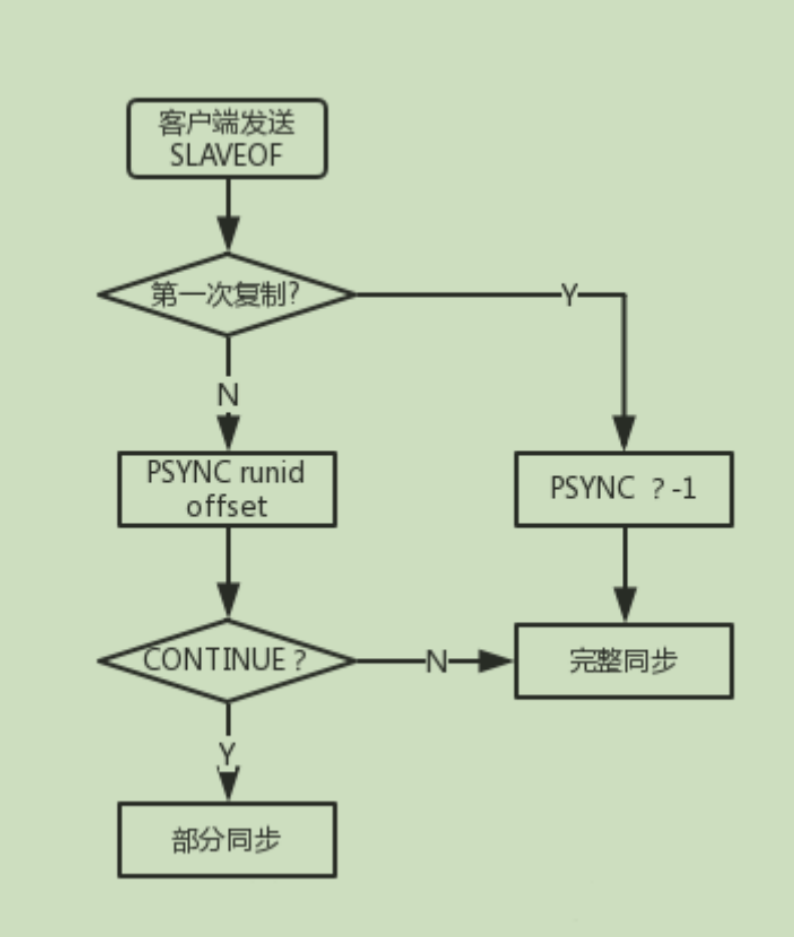 客户端发送
SLAVEOF
第一次复制?
Y
N
PSYNC runid
offset
PSYNC ? -1
CONTINUE ?
N
完整同步
Y
部分同步